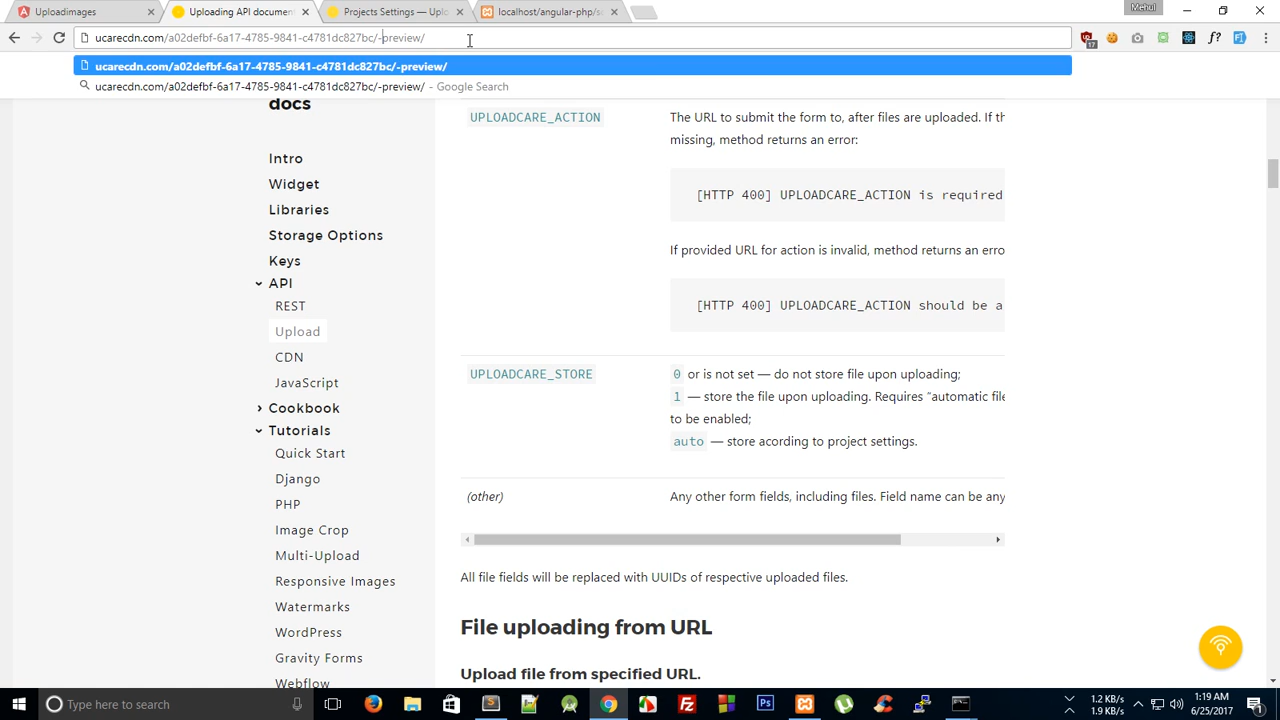 Uploadimages
Uploading API document
Projects Settings — Uplo
localhost/angular-php/s
Mehul
ucarecdn.com/a02defbf-6a17-4785-9841-c4781dc827bc/-preview/
17
ucarecdn.com/a02defbf-6a17-4785-9841-c4781dc827bc/-preview/
ucarecdn.com/a02defbf-6a17-4785-9841-c4781dc827bc/-preview/ - Google Search
docs
Intro
Widget
Libraries
Storage Options
Keys
API
REST
Upload
CDN
JavaScript
Cookbook
Tutorials
Quick Start
Django
PHP
Image Crop
Multi-Upload
Responsive Images
Watermarks
WordPress
Gravity Forms
Webflow
UPLOADCARE_ACTION
The URL to submit the form to, after files are uploaded. If th
missing, method returns an error:
[HTTP 400] UPLOADCARE_ACTION is required
If provided URL for action is invalid, method returns an erro
[HTTP 400] UPLOADCARE_ACTION should be a
UPLOADCARE_STORE
0 or is not set — do not store file upon uploading;
1 — store the file upon uploading. Requires “automatic file
to be enabled;
auto — store acording to project settings.
(other)
Any other form fields, including files. Field name can be any
All file fields will be replaced with UUIDs of respective uploaded files.
File uploading from URL
Upload file from specified URL.
Type here to search
1.2 KB/s
1.9 KB/s
1:19 AM
6/25/2017